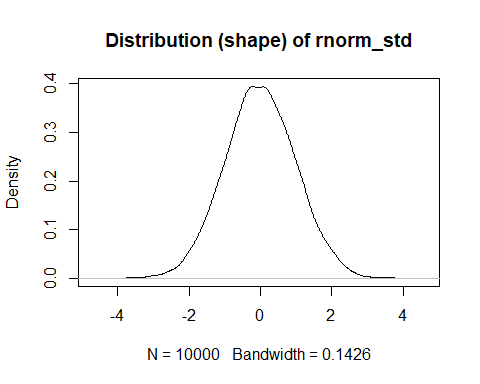 Distribution (shape) of rnorm_std
Density
0.4
0.3
0.2
0.1
0.0
-4 -2 0 2 4
N = 10000 Bandwidth = 0.1426